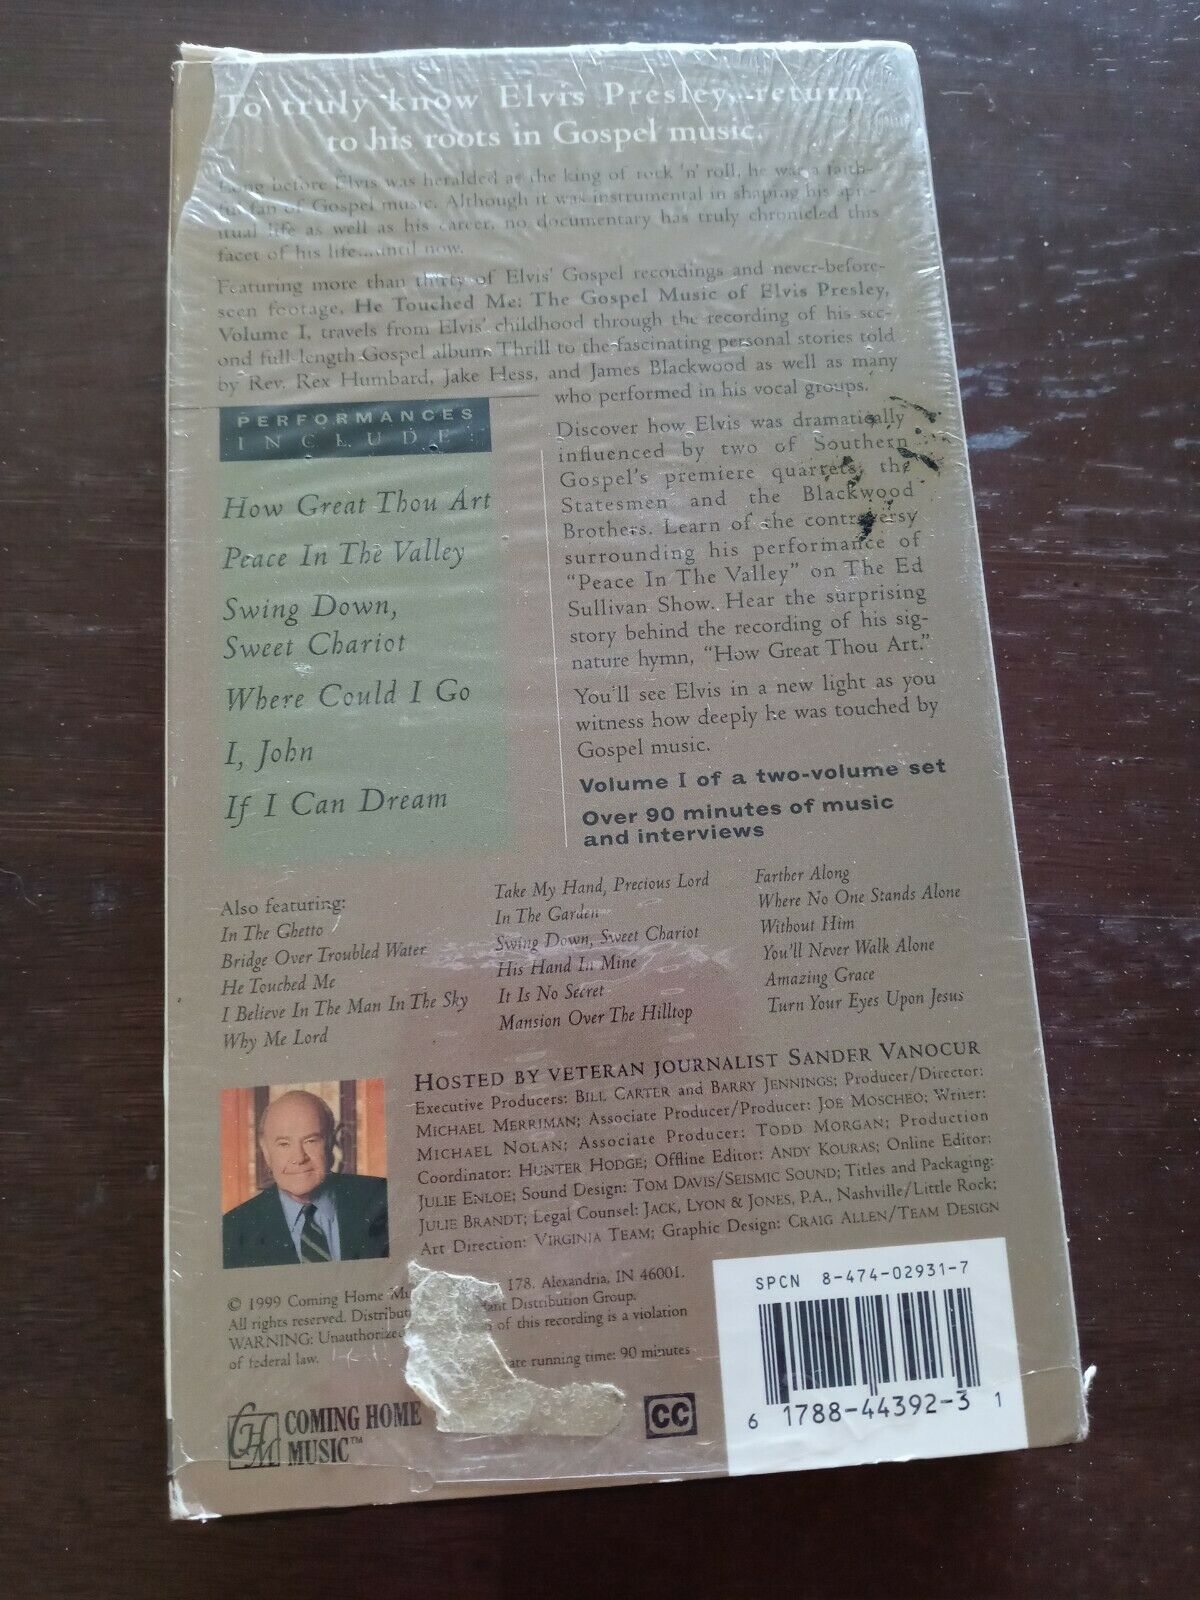 To truly know Elvis Presley, return
to his roots in Gospel music.
Long before Elvis was heralded as the king of rock 'n' roll, he was a faith-
ful fan of Gospel music. Although it was instrumental in shaping his spir-
itual life as well as his career, no documentary has truly chronicled this
facet of his life...until now.
Featuring more than thirty of Elvis' Gospel recordings and never-before-
seen footage, He Touched Me: The Gospel Music of Elvis Presley,
Volume I, travels from Elvis' childhood through the recording of his sec-
ond full-length Gospel album. Thrill to the fascinating personal stories told
by Rev. Rex Humbard, Jake Hess, and James Blackwood as well as many
who performed in his vocal groups.
PERFORMANCES
INCLUDE
How Great Thou Art
Peace In The Valley
Swing Down,
Sweet Chariot
Where Could I Go
I, John
If I Can Dream
Discover how Elvis was dramatically
influenced by two of Southern
Gospel's premiere quartets, the
Statesmen and the Blackwood
Brothers. Learn of the controversy
surrounding his performance of
"Peace In The Valley" on The Ed
Sullivan Show. Hear the surprising
story behind the recording of his sig-
nature hymn, "How Great Thou Art."
You'll see Elvis in a new light as you
witness how deeply he was touched by
Gospel music.
Volume I of a two-volume set
Over 90 minutes of music
and interviews
Also featuring:
In The Ghetto
Bridge Over Troubled Water
He Touched Me
I Believe In The Man In The Sky
Why Me Lord
Take My Hand, Precious Lord
In The Garden
Swing Down, Sweet Chariot
His Hand In Mine
It Is No Secret
Mansion Over The Hilltop
Farther Along
Where No One Stands Alone
Without Him
You'll Never Walk Alone
Amazing Grace
Turn Your Eyes Upon Jesus
HOSTED BY VETERAN JOURNALIST SANDER VANOCUR
Executive Producers: BILL CARTER and BARRY JENNINGS; Producer/Director:
MICHAEL MERRIMAN; Associate Producer/Producer: JOE MOSCHEO; Writer:
MICHAEL NOLAN; Associate Producer: TODD MORGAN; Production
Coordinator: HUNTER HODGE; Offline Editor: ANDY KOURAS; Online Editor:
JULIE ENLOE; Sound Design: TOM DAVIS/SEISMIC SOUND; Titles and Packaging:
JULIE BRANDT; Legal Counsel: JACK, LYON & JONES, P.A., Nashville/Little Rock;
Art Direction: VIRGINIA TEAM; Graphic Design: CRAIG ALLEN/TEAM DESIGN
© 1999 Coming Home 178. Alexandria, IN 46001.
All rights reserved. Distribution Group.
WARNING: of this recording is a violation
of federal law. running time: 90 minutes
CHM COMING HOME
MUSIC™
CC
SPCN 8-474-02931-7
6 1788-44392-3 1